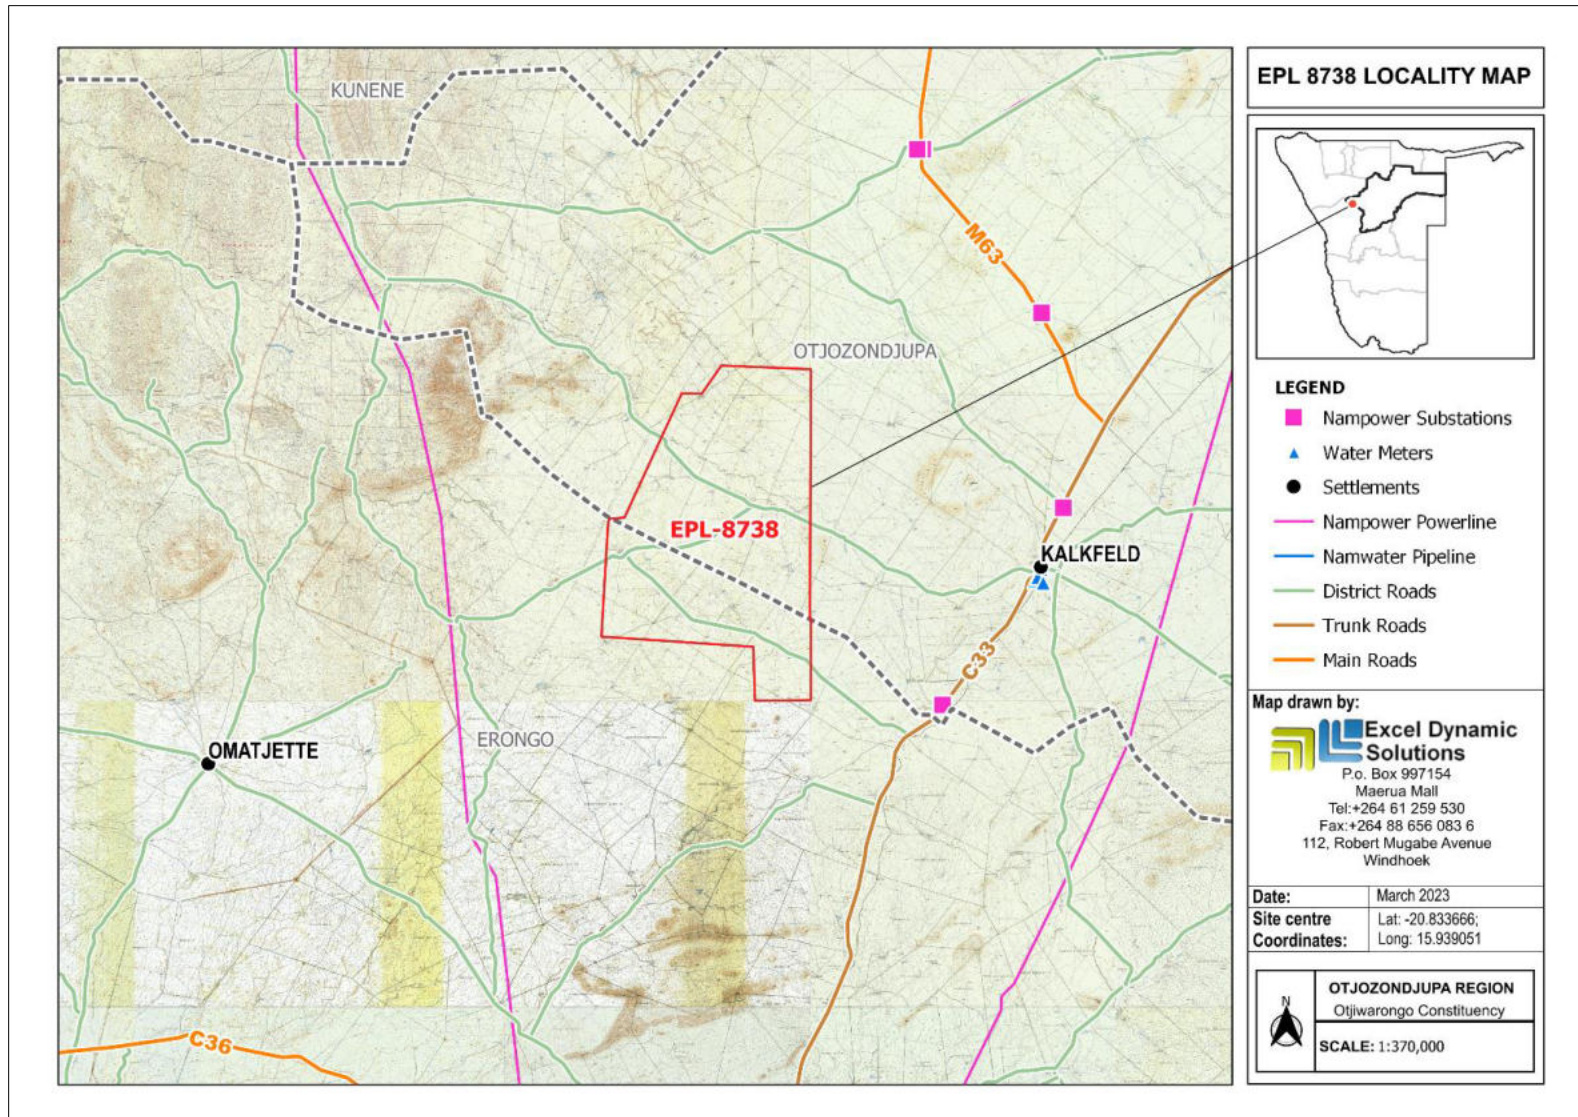 KUNENE
M63
OTJOZONDJUPA
EPL-8738
KALKFELD
C33
ERONGO
OMATJETTE
C36
EPL 8738 LOCALITY MAP
LEGEND
Nampower Substations
Water Meters
Settlements
Nampower Powerline
Namwater Pipeline
District Roads
Trunk Roads
Main Roads
Map drawn by:
Excel Dynamic
Solutions
P.o. Box 997154
Maerua Mall
Tel:+264 61 259 530
Fax:+264 88 656 083 6
112, Robert Mugabe Avenue
Windhoek
Date: March 2023
Site centre Lat: -20.833666;
Coordinates: Long: 15.939051
N
OTJOZONDJUPA REGION
Otjiwarongo Constituency
SCALE: 1:370,000